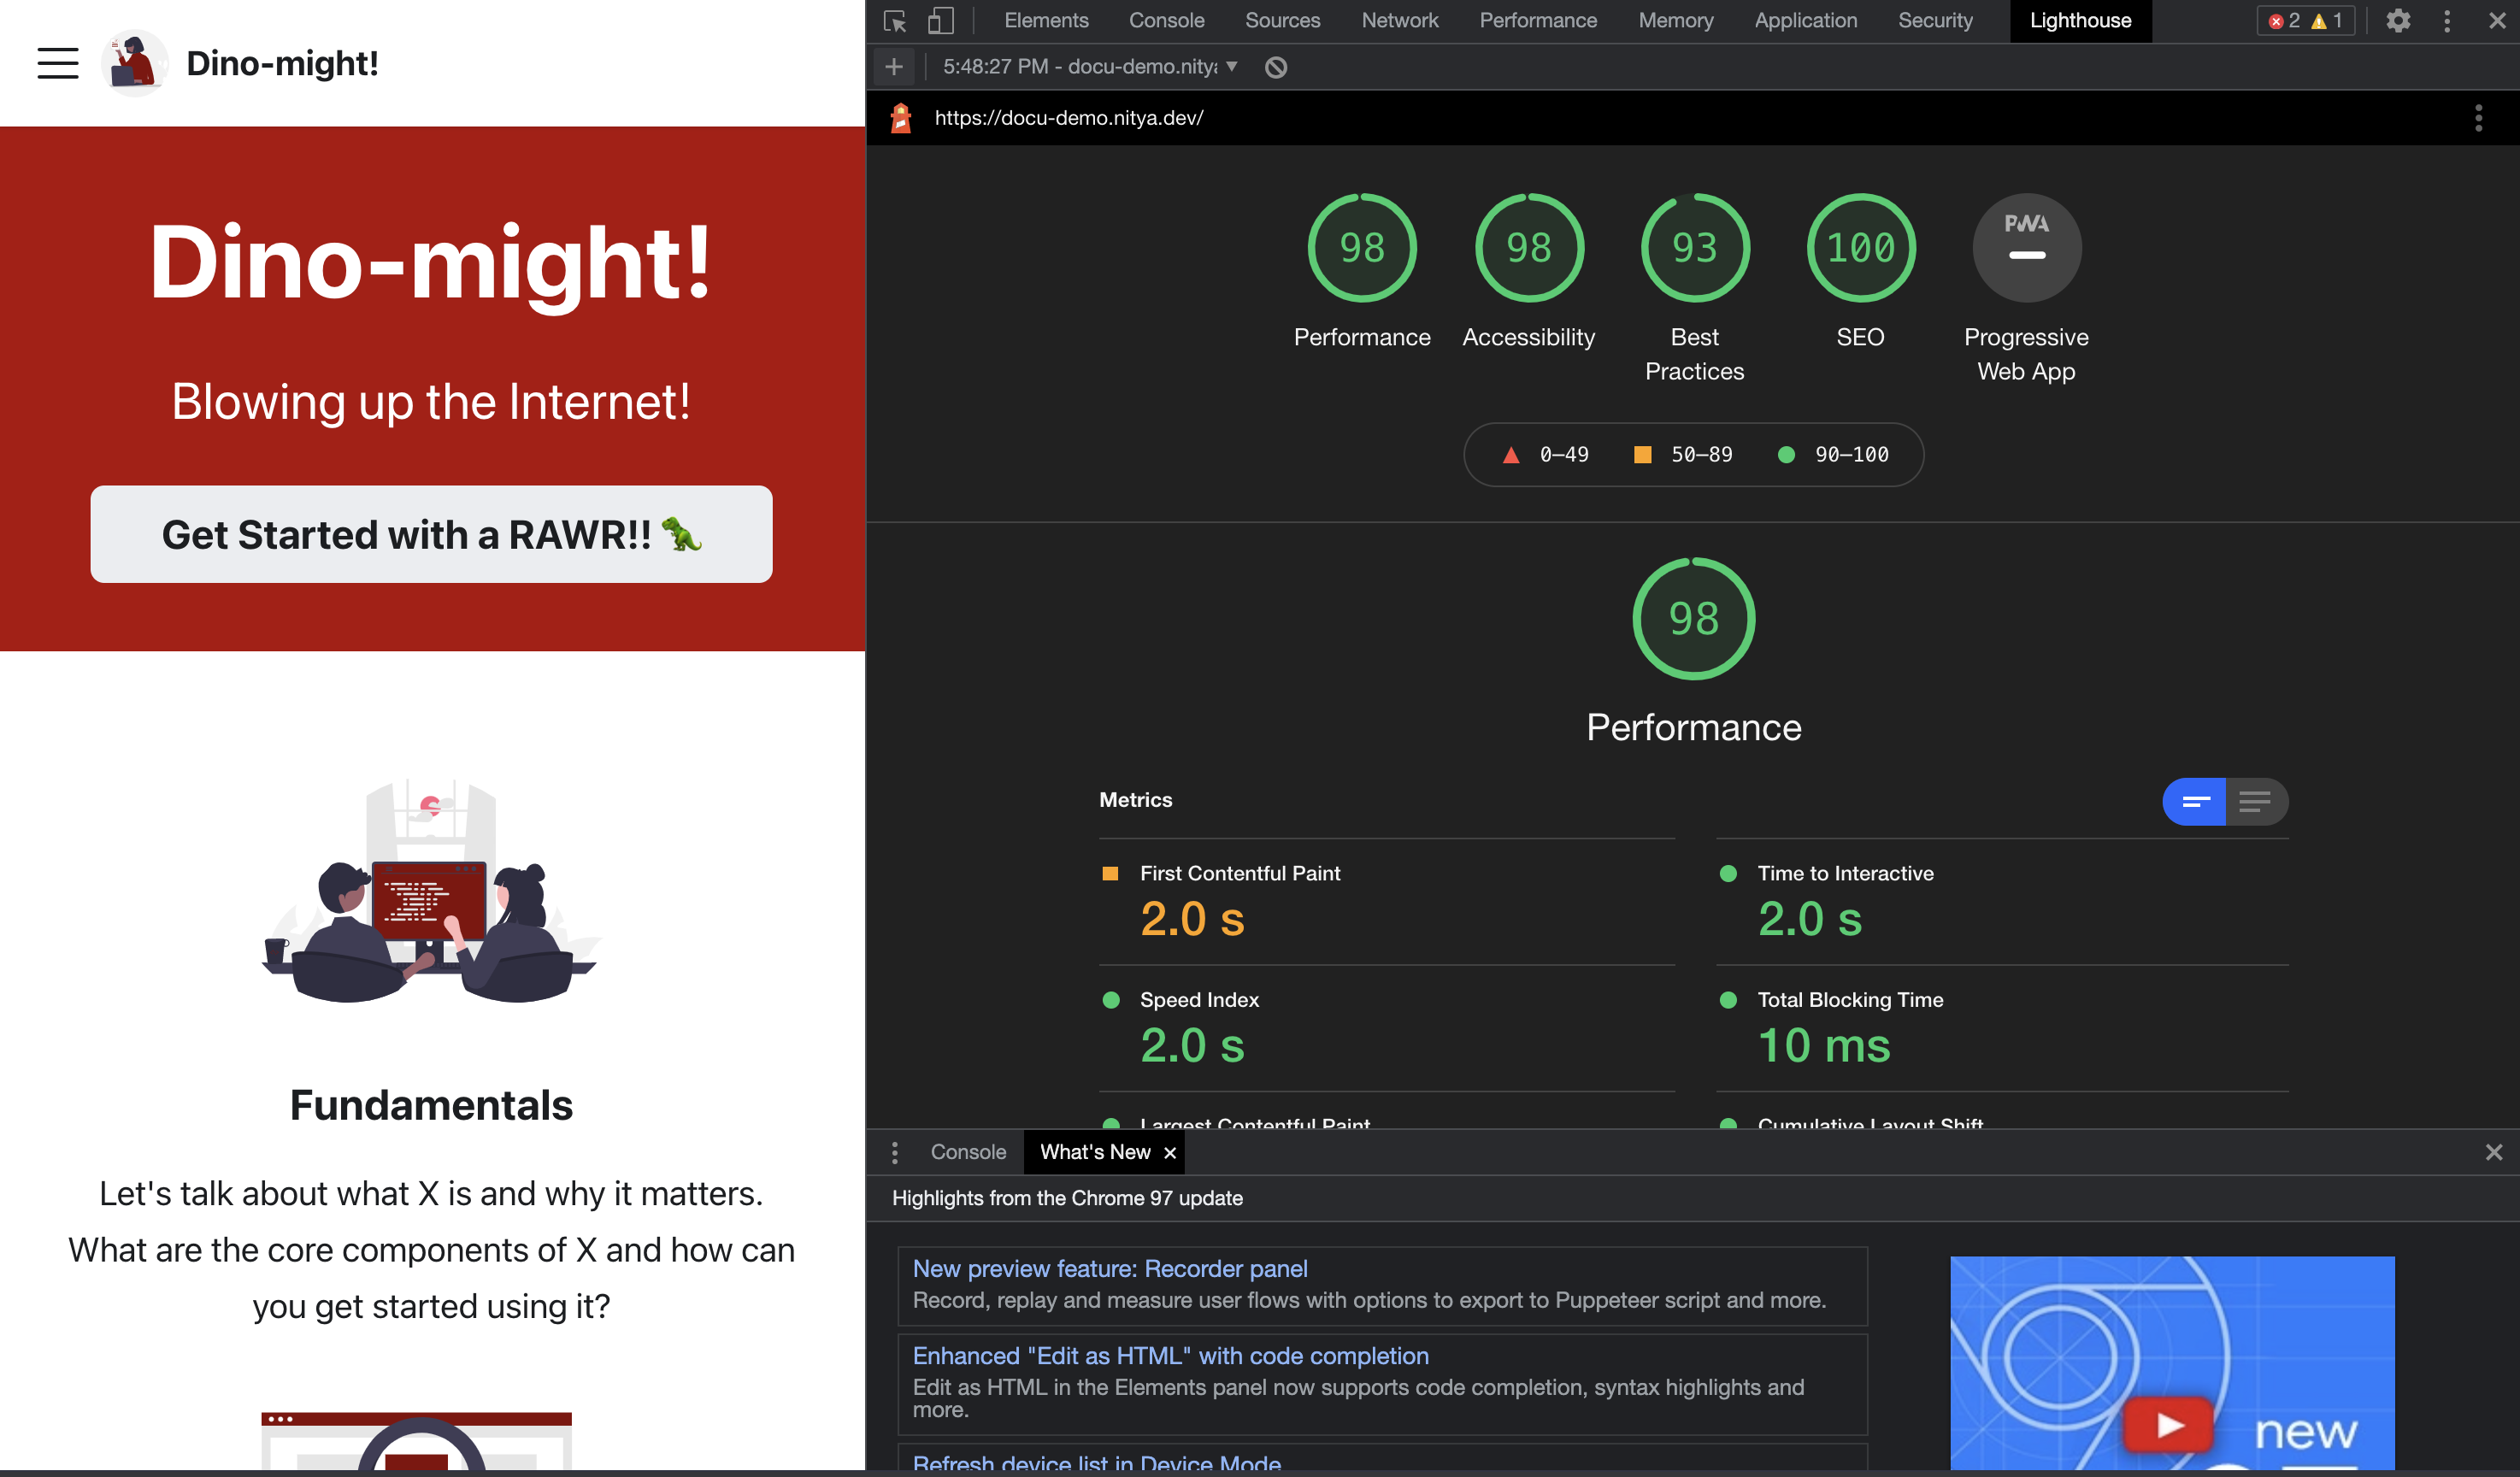 Dino-might!
Dino-might!
Blowing up the Internet!
Get Started with a RAWR!! 🦖
Fundamentals
Let's talk about what X is and why it matters.
What are the core components of X and how can
you get started using it?
Elements Console Sources Network Performance Memory Application Security Lighthouse 2 1
5:48:27 PM - docu-demo.nitya
https://docu-demo.nitya.dev/
98 98 93 100 PWA
Performance Accessibility Best Practices SEO Progressive Web App
0–49 50–89 90–100
98
Performance
Metrics
First Contentful Paint
2.0 s
Time to Interactive
2.0 s
Speed Index
2.0 s
Total Blocking Time
10 ms
Largest Contentful Paint
Cumulative Layout Shift
Console What's New
Highlights from the Chrome 97 update
New preview feature: Recorder panel
Record, replay and measure user flows with options to export to Puppeteer script and more.
Enhanced "Edit as HTML" with code completion
Edit as HTML in the Elements panel now supports code completion, syntax highlights and
more.
Refresh device list in Device Mode
new